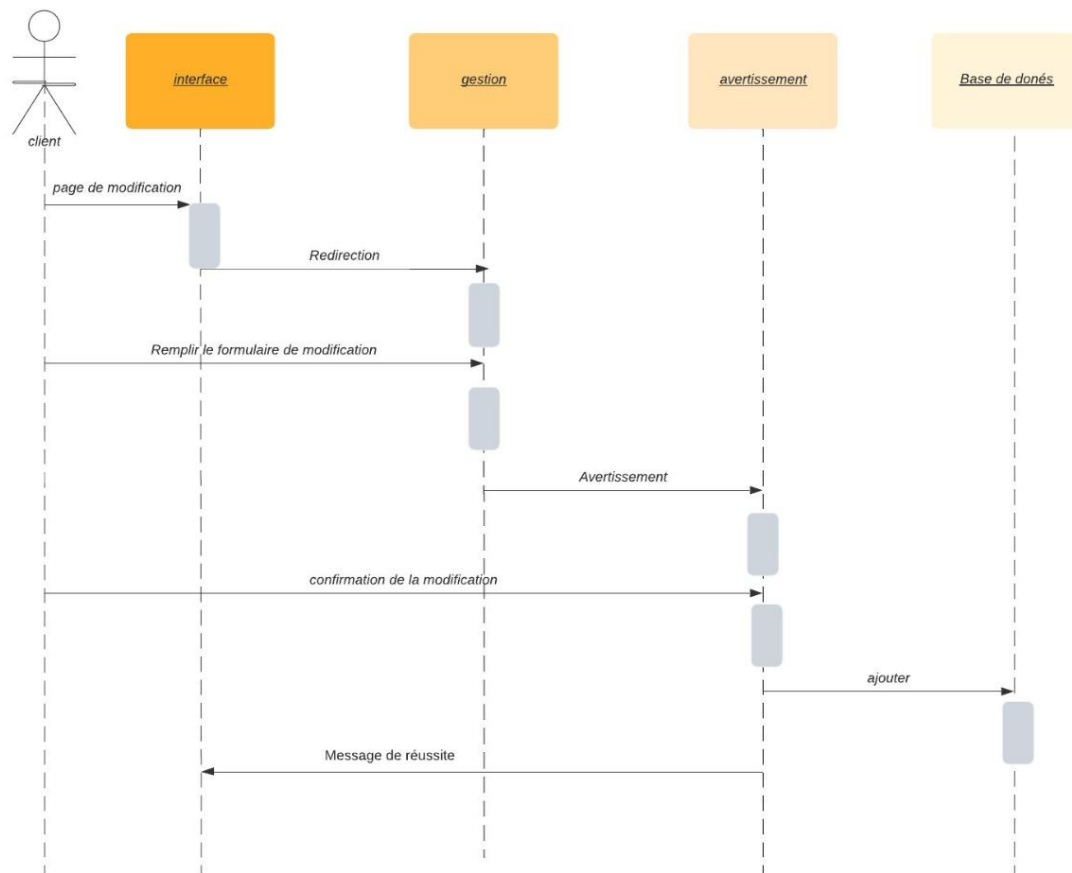 interface
gestion
avertissement
Base de donés
client
page de modification
Redirection
Remplir le formulaire de modification
Avertissement
confirmation de la modification
ajouter
Message de réussite